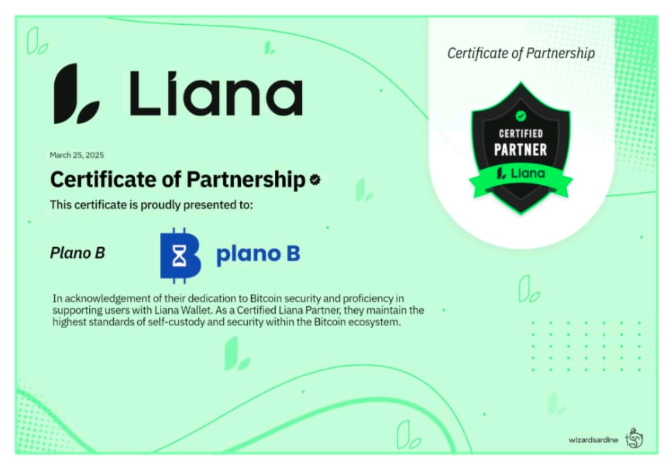 Certificate of Partnership
Liana
CERTIFIED
PARTNER
Liana
March 25, 2025
Certificate of Partnership
This certificate is proudly presented to:
Plano B
plano B
In acknowledgement of their dedication to Bitcoin security and proficiency in
supporting users with Liana Wallet. As a Certified Liana Partner, they maintain the
highest standards of self-custody and security within the Bitcoin ecosystem.
wizardsardine